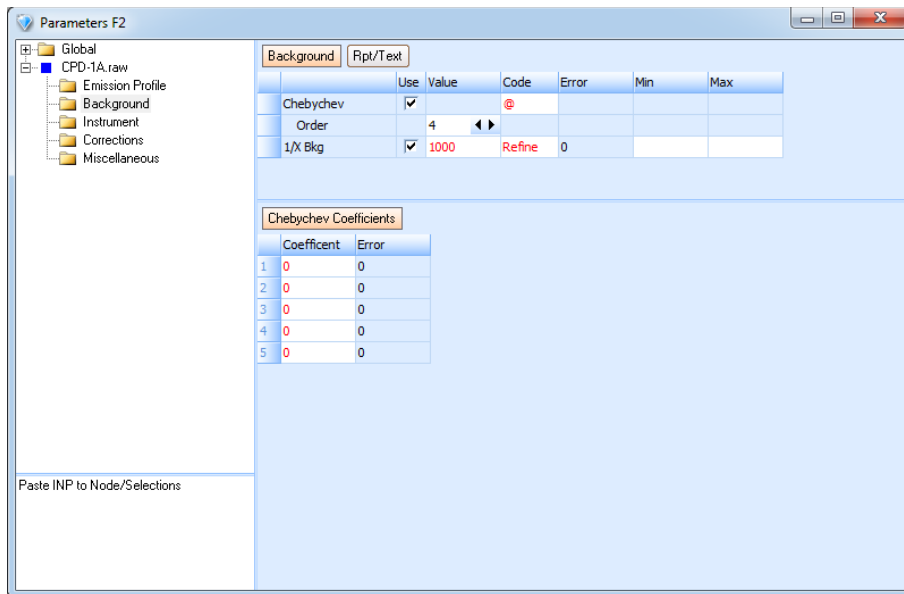 Parameters F2
Global
CPD-1A.raw
Emission Profile
Background
Instrument
Corrections
Miscellaneous
Paste INP to Node/Selections
Background Rpt/Text
Use Value Code Error Min Max
Chebychev @
Order 4
1/X Bkg 1000 Refine 0
Chebychev Coefficients
Coefficent Error
1 0 0
2 0 0
3 0 0
4 0 0
5 0 0